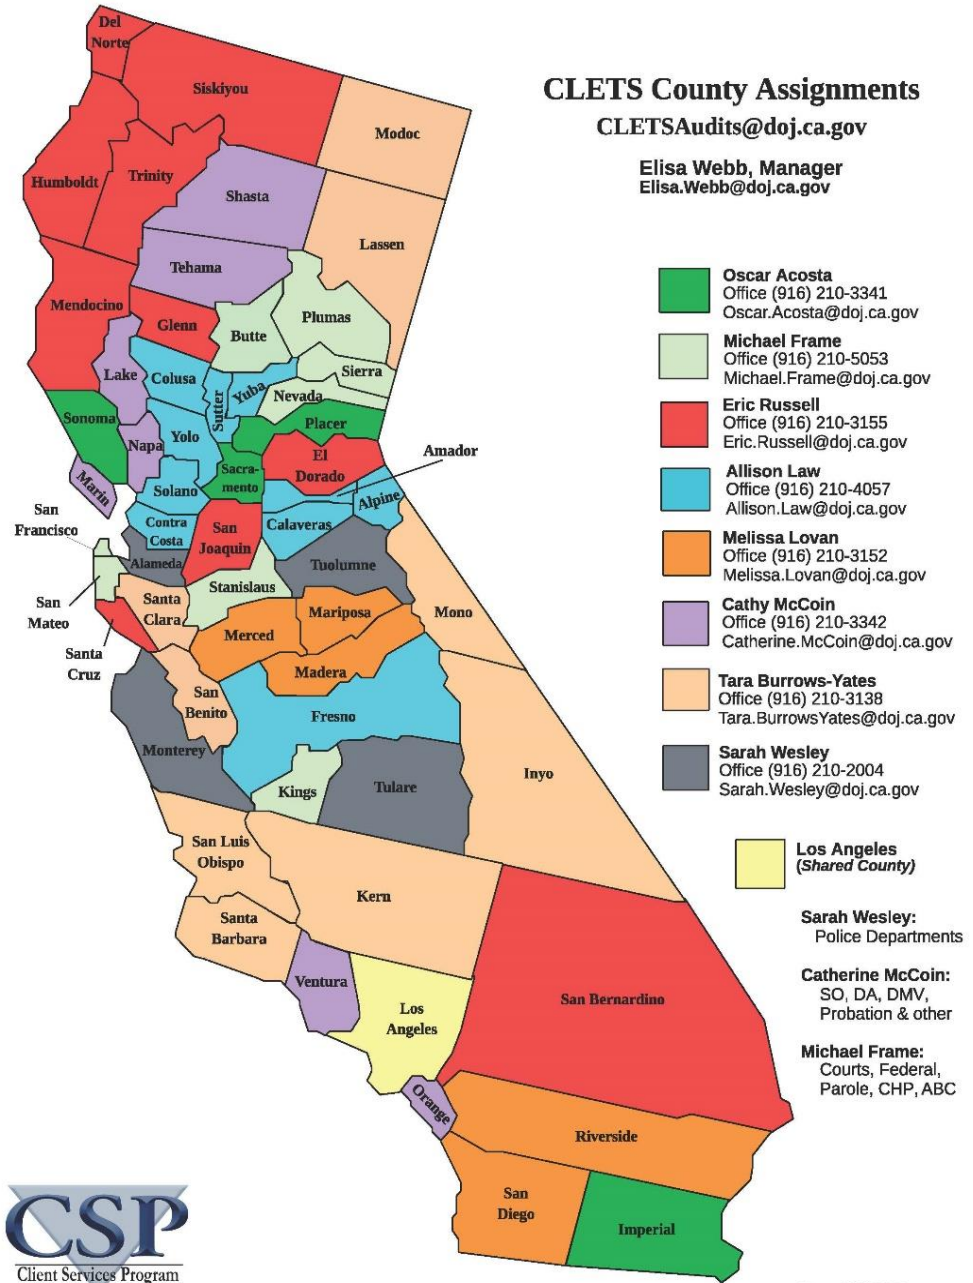 CLETS County Assignments
CLETSAudits@doj.ca.gov
Elisa Webb, Manager
Elisa.Webb@doj.ca.gov
Oscar Acosta
Office (916) 210-3341
Oscar.Acosta@doj.ca.gov
Michael Frame
Office (916) 210-5053
Michael.Frame@doj.ca.gov
Eric Russell
Office (916) 210-3155
Eric.Russell@doj.ca.gov
Allison Law
Office (916) 210-4057
Allison.Law@doj.ca.gov
Melissa Lovan
Office (916) 210-3152
Melissa.Lovan@doj.ca.gov
Cathy McCoin
Office (916) 210-3342
Catherine.McCoin@doj.ca.gov
Tara Burrows-Yates
Office (916) 210-3138
Tara.BurrowsYates@doj.ca.gov
Sarah Wesley
Office (916) 210-2004
Sarah.Wesley@doj.ca.gov
Los Angeles
(Shared County)
Sarah Wesley:
Police Departments
Catherine McCoin:
SO, DA, DMV,
Probation & other
Michael Frame:
Courts, Federal,
Parole, CHP, ABC
Del
Norte
Siskiyou
Modoc
Humboldt
Trinity
Shasta
Lassen
Tehama
Mendocino
Glenn
Butte
Plumas
Lake
Colusa
Sutter
Yuba
Sierra
Nevada
Sonoma
Napa
Yolo
Placer
El
Dorado
Amador
Sacra-
mento
Marin
Solano
Alpine
San
Francisco
Contra
Costa
San
Joaquin
Calaveras
Alameda
Tuolumne
Stanislaus
San
Mateo
Santa
Clara
Mono
Mariposa
Merced
Santa
Cruz
Madera
San
Benito
Fresno
Monterey
Kings
Tulare
Inyo
San Luis
Obispo
Kern
Santa
Barbara
Ventura
Los
Angeles
San Bernardino
Orange
Riverside
San
Diego
Imperial
CSP
Client Services Program